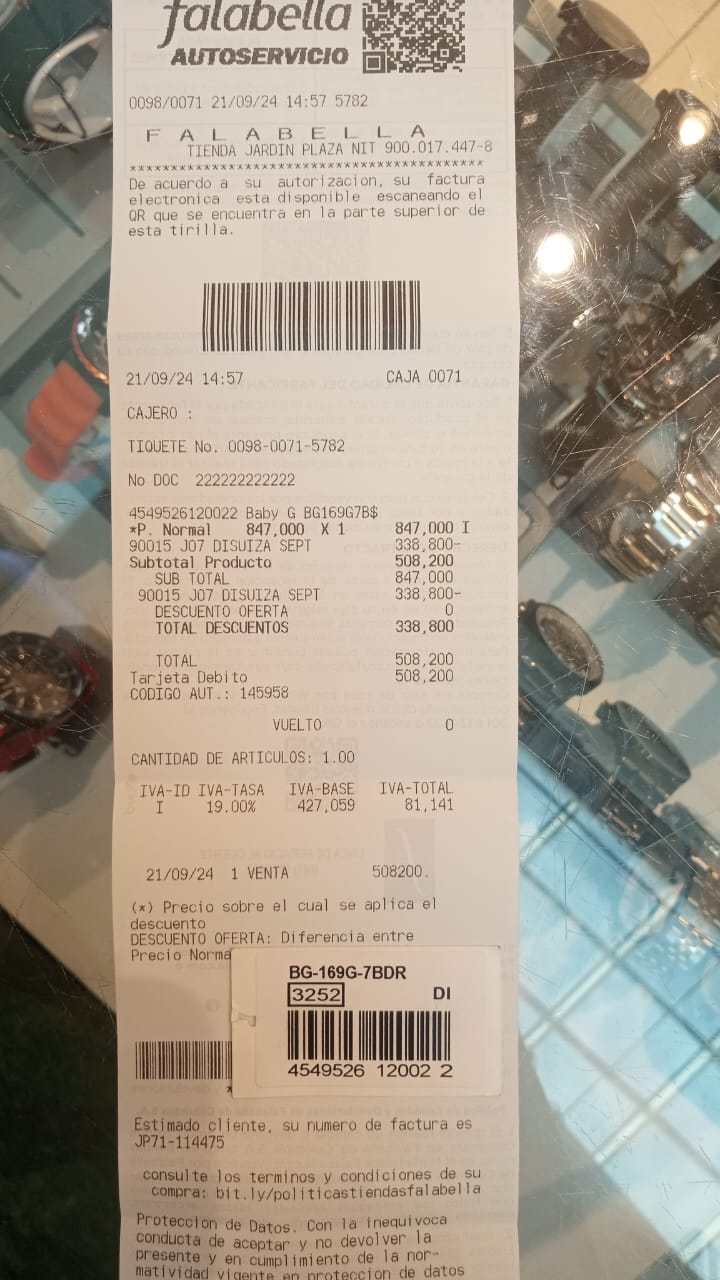 falabella
AUTOSERVICIO
0098/0071 21/09/24 14:57 5782
F A L A B E L L A
TIENDA JARDIN PLAZA NIT 900.017.447-8
********************************************
De acuerdo a su autorizacion, su factura
electronica esta disponible escaneando el
QR que se encuentra en la parte superior de
esta tirilla.
21/09/24 14:57 CAJA 0071
CAJERO :
TIQUETE No. 0098-0071-5782
No DOC 222222222222
4549526120022 Baby G BG169G7B$
*P. Normal 847,000 X 1 847,000 I
90015 J07 DISUIZA SEPT 338,800-
Subtotal Producto 508,200
SUB TOTAL 847,000
90015 J07 DISUIZA SEPT 338,800-
DESCUENTO OFERTA 0
TOTAL DESCUENTOS 338,800
TOTAL 508,200
Tarjeta Debito 508,200
CODIGO AUT.: 145958
VUELTO 0
CANTIDAD DE ARTICULOS: 1.00
IVA-ID IVA-TASA IVA-BASE IVA-TOTAL
I 19.00% 427,059 81,141
21/09/24 1 VENTA 508200.
(*) Precio sobre el cual se aplica el
descuento
DESCUENTO OFERTA: Diferencia entre
Precio Norma
BG-169G-7BDR
3252 DI
4549526 12002 2
Estimado cliente, su numero de factura es
JP71-114475
consulte los terminos y condiciones de su
compra: bit.ly/politicastiendasfalabella
Proteccion de Datos. Con la inequivoca
conducta de aceptar y no devolver la
presente y en cumplimiento de la nor-
matividad vigente en proteccion de datos